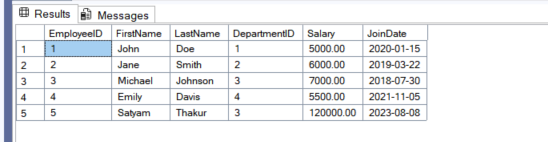 Results Messages
EmployeeID FirstName LastName DepartmentID Salary JoinDate
1 1 John Doe 1 5000.00 2020-01-15
2 2 Jane Smith 2 6000.00 2019-03-22
3 3 Michael Johnson 3 7000.00 2018-07-30
4 4 Emily Davis 4 5500.00 2021-11-05
5 5 Satyam Thakur 3 120000.00 2023-08-08